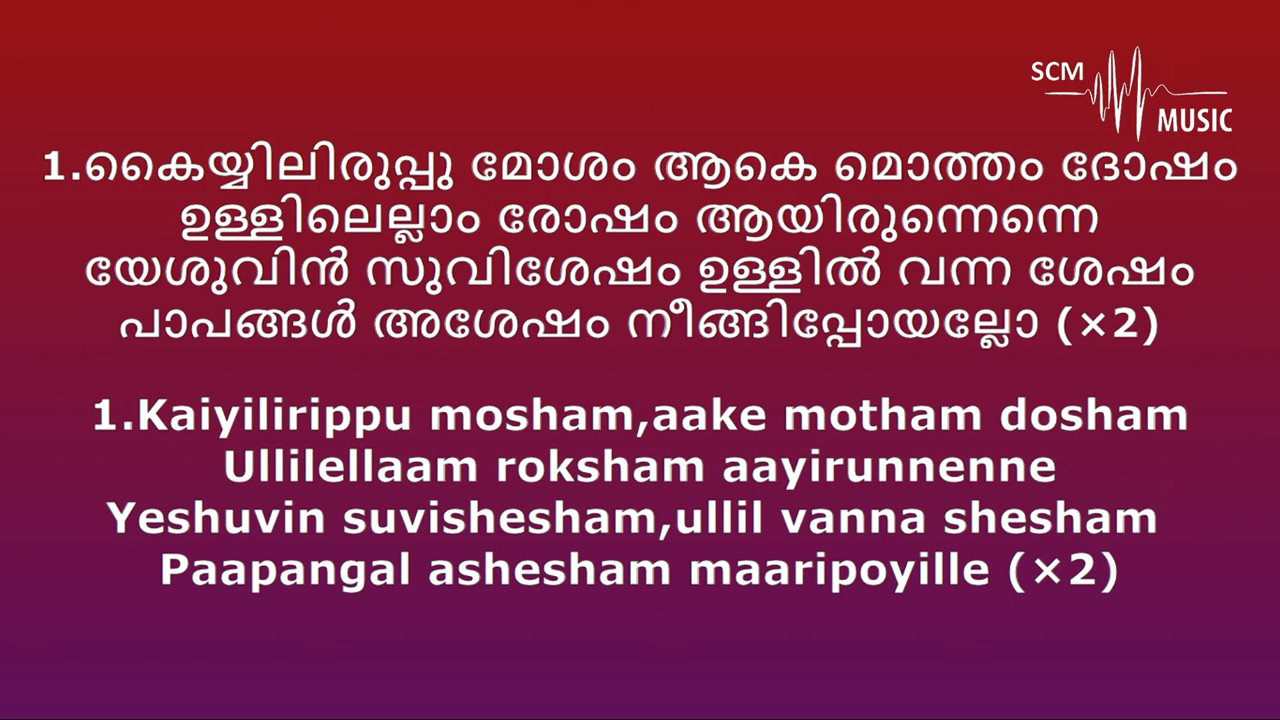 SCM
MUSIC
1.കൈയ്യിലിരുപ്പു മോശം ആകെ മൊത്തം ദോഷം
ഉള്ളിലെല്ലാം രോഷം ആയിരുന്നെന്നെ
യേശുവിൻ സുവിശേഷം ഉള്ളിൽ വന്ന ശേഷം
പാപങ്ങൾ അശേഷം നീങ്ങിപ്പോയല്ലോ (×2)
1.Kaiyilirippu mosham,aake motham dosham
Ullilellaam roksham aayirunnenne
Yeshuvin suvishesham,ullil vanna shesham
Paapangal ashesham maaripoyille (×2)